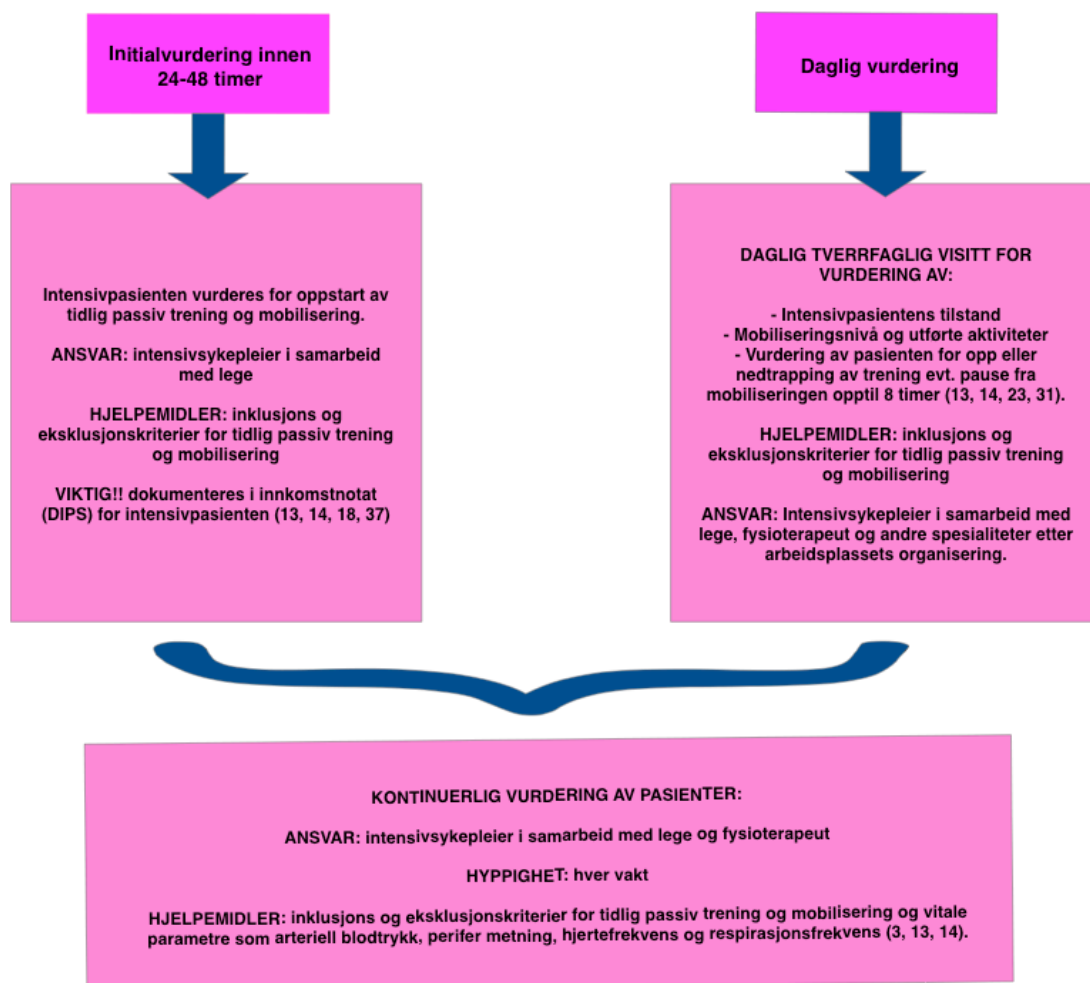 Initialvurdering innen
24-48 timer
Intensivpasienten vurderes for oppstart av
tidlig passiv trening og mobilisering.
ANSVAR: intensivsykepleier i samarbeid
med lege
HJELPEMIDLER: inklusjons og
eksklusjonskriterier for tidlig passiv trening
og mobilisering
VIKTIG!! dokumenteres i innkomstnotat
(DIPS) for intensivpasienten (13, 14, 18, 37)
Daglig vurdering
DAGLIG TVERRFAGLIG VISITT FOR
VURDERING AV:
- Intensivpasientens tilstand
- Mobiliseringsnivå og utførte aktiviteter
- Vurdering av pasienten for opp eller
nedtrapping av trening evt. pause fra
mobiliseringen opptil 8 timer (13, 14, 23, 31).
HJELPEMIDLER: inklusjons og
eksklusjonskriterier for tidlig passiv trening
og mobilisering
ANSVAR: Intensivsykepleier i samarbeid med
lege, fysioterapeut og andre spesialiteter etter
arbeidsplassets organisering.
KONTINUERLIG VURDERING AV PASIENTER:
ANSVAR: intensivsykepleier i samarbeid med lege og fysioterapeut
HYPPIGHET: hver vakt
HJELPEMIDLER: inklusjons og eksklusjonskriterier for tidlig passiv trening og mobilisering og vitale
parametre som arteriell blodtrykk, perifer metning, hjertefrekvens og respirasjonsfrekvens (3, 13, 14).